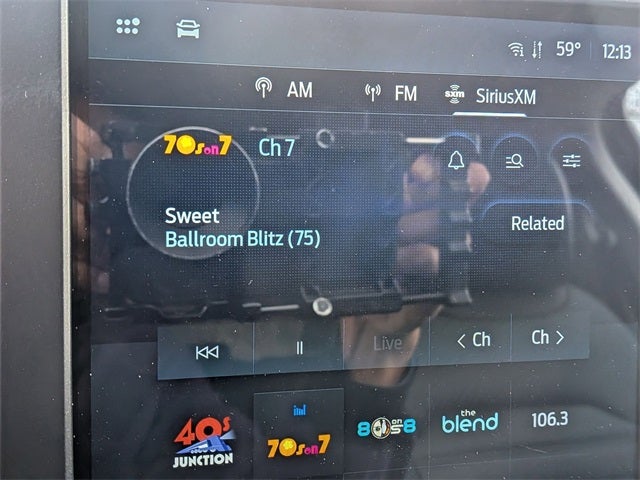 59° 12:13
AM FM sxm SiriusXM
70s on 7 Ch 7
Sweet
Ballroom Blitz (75)
Related
Live < Ch Ch >
40s JUNCTION
70s on 7
80s on 8
the blend
106.3